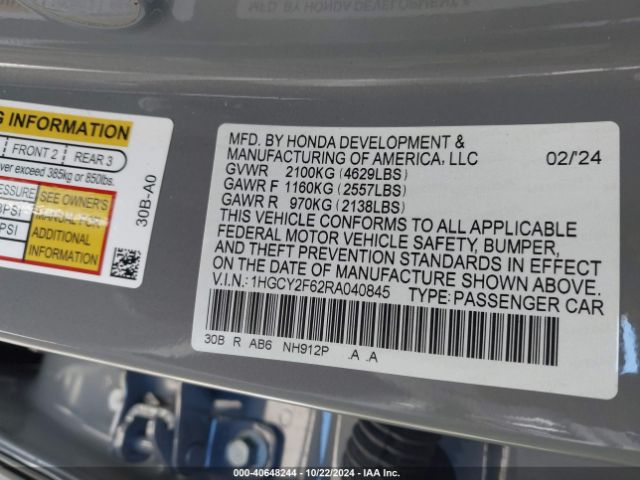 G INFORMATION
FRONT 2 REAR 3
ver exceed 385kg or 850lbs.
ESSURE SEE OWNER'S
PSI MANUAL FOR
PSI ADDITIONAL
INFORMATION
30B-A0
MFD. BY HONDA DEVELOPMENT &
MANUFACTURING OF AMERICA, LLC 02/'24
GVWR 2100KG (4629LBS)
GAWR F 1160KG (2557LBS)
GAWR R 970KG (2138LBS)
THIS VEHICLE CONFORMS TO ALL APPLICABLE
FEDERAL MOTOR VEHICLE SAFETY, BUMPER,
AND THEFT PREVENTION STANDARDS IN EFFECT
ON THE DATE OF MANUFACTURE SHOWN ABOVE.
V.I.N.: 1HGCY2F62RA040845 TYPE: PASSENGER CAR
30B R AB6 NH912P .A .A
000-40648244 | 10/22/2024 | IAA Inc.